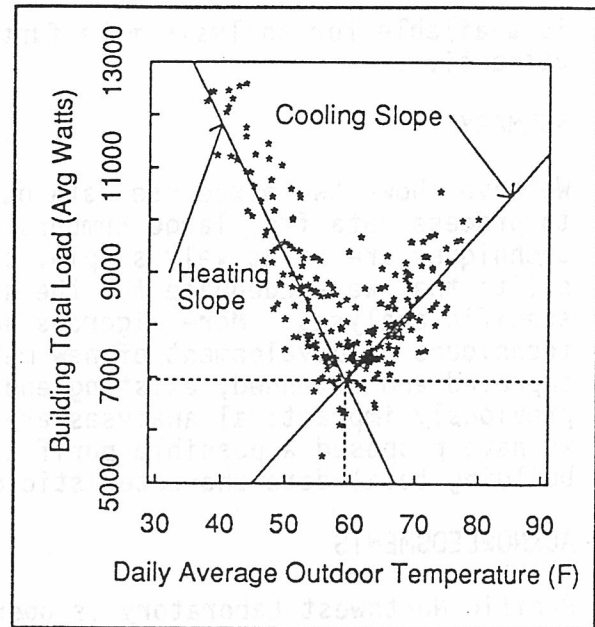 13000
11000
9000
7000
5000
Building Total Load (Avg Watts)
Cooling Slope
Heating Slope
30 40 50 60 70 80 90
Daily Average Outdoor Temperature (F)